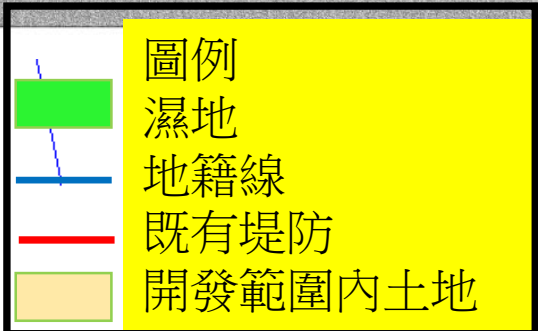 圖例
濕地
地籍線
既有堤防
開發範圍內土地